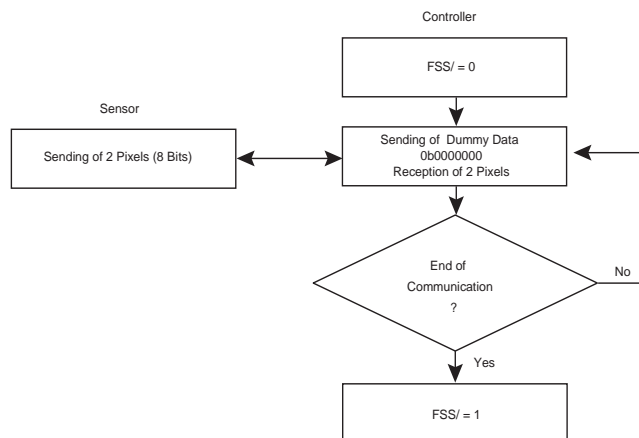 Controller
FSS/ = 0
Sensor
Sending of 2 Pixels (8 Bits)
Sending of Dummy Data
0b0000000
Reception of 2 Pixels
End of
Communication
?
No
Yes
FSS/ = 1